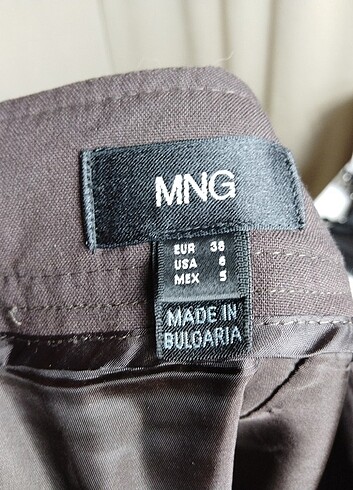 MNG
EUR 38
USA 6
MEX 5
MADE IN
BULGARIA